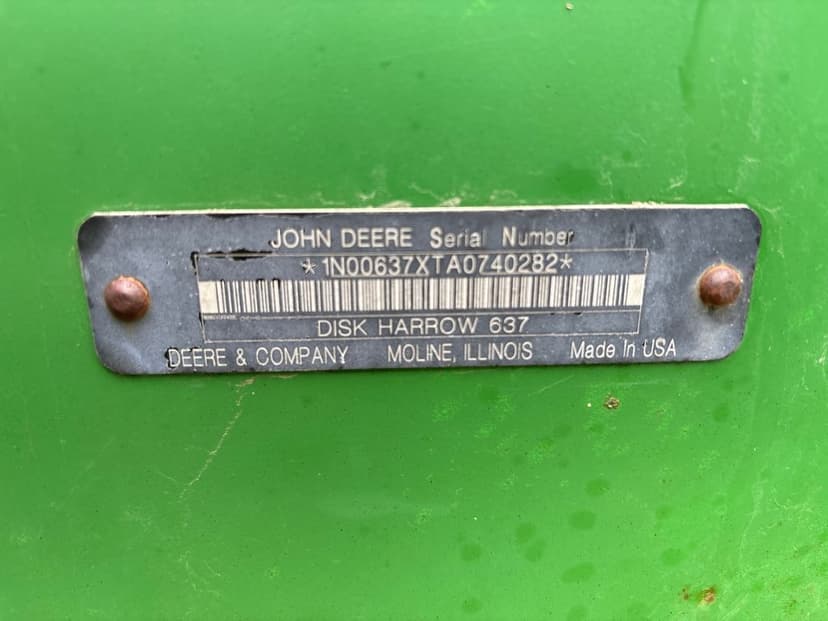 JOHN DEERE Serial Number
*1N00637XTA0740282*
DISK HARROW 637
DEERE & COMPANY MOLINE, ILLINOIS Made In USA